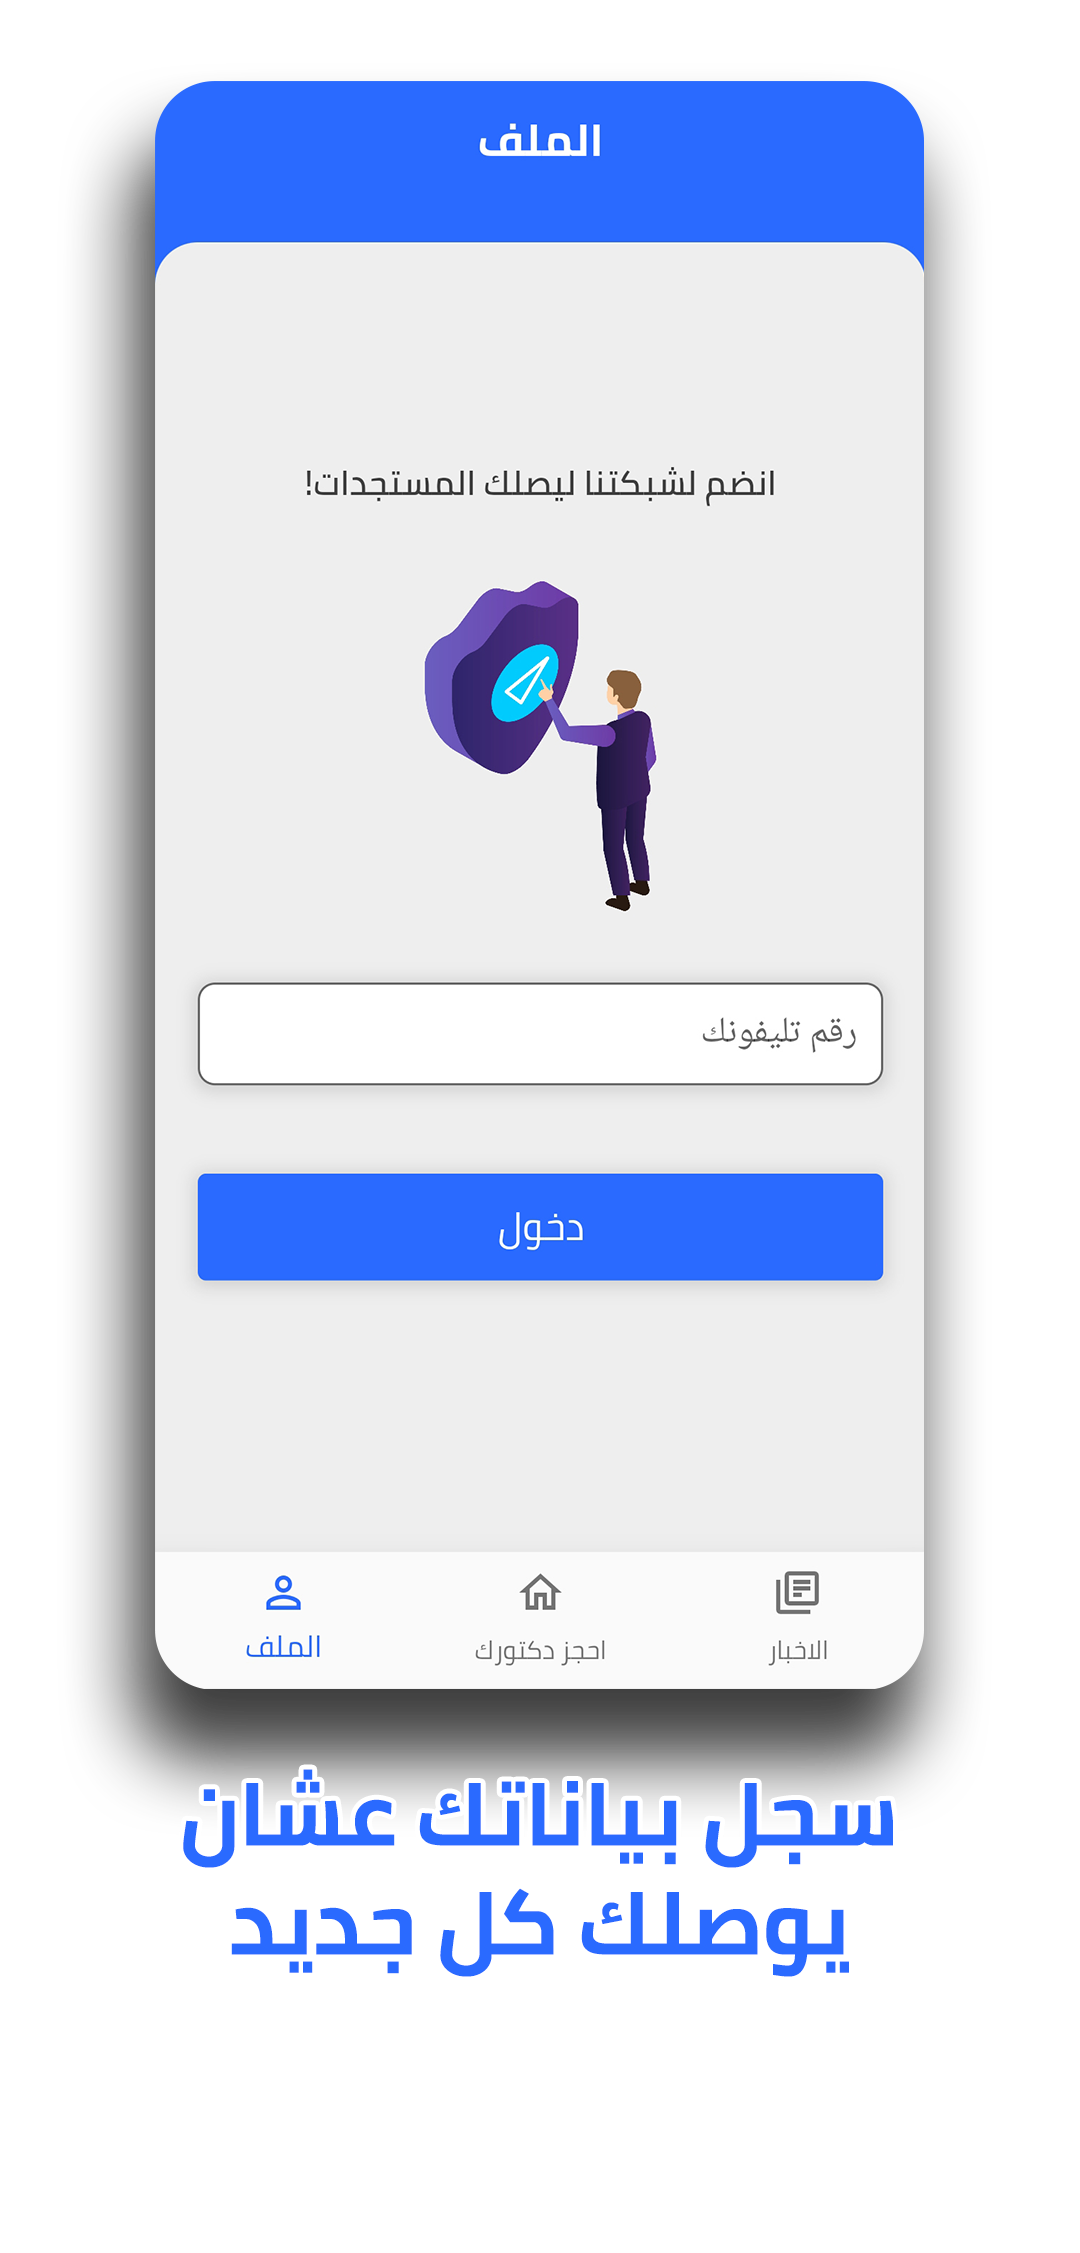 الملف
انضم لشبكتنا ليصلك المستجدات!
رقم تليفونك
دخول
الاخبار
احجز دكتورك
الملف
سجل بياناتك عشان
يوصلك كل جديد